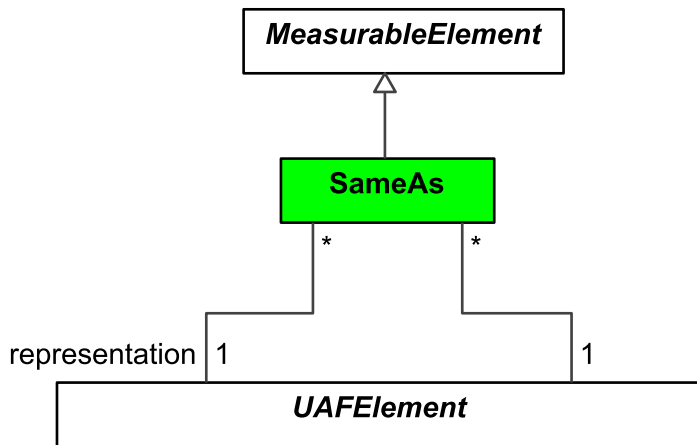 MeasurableElement
SameAs
* *
representation 1 1
UAFElement